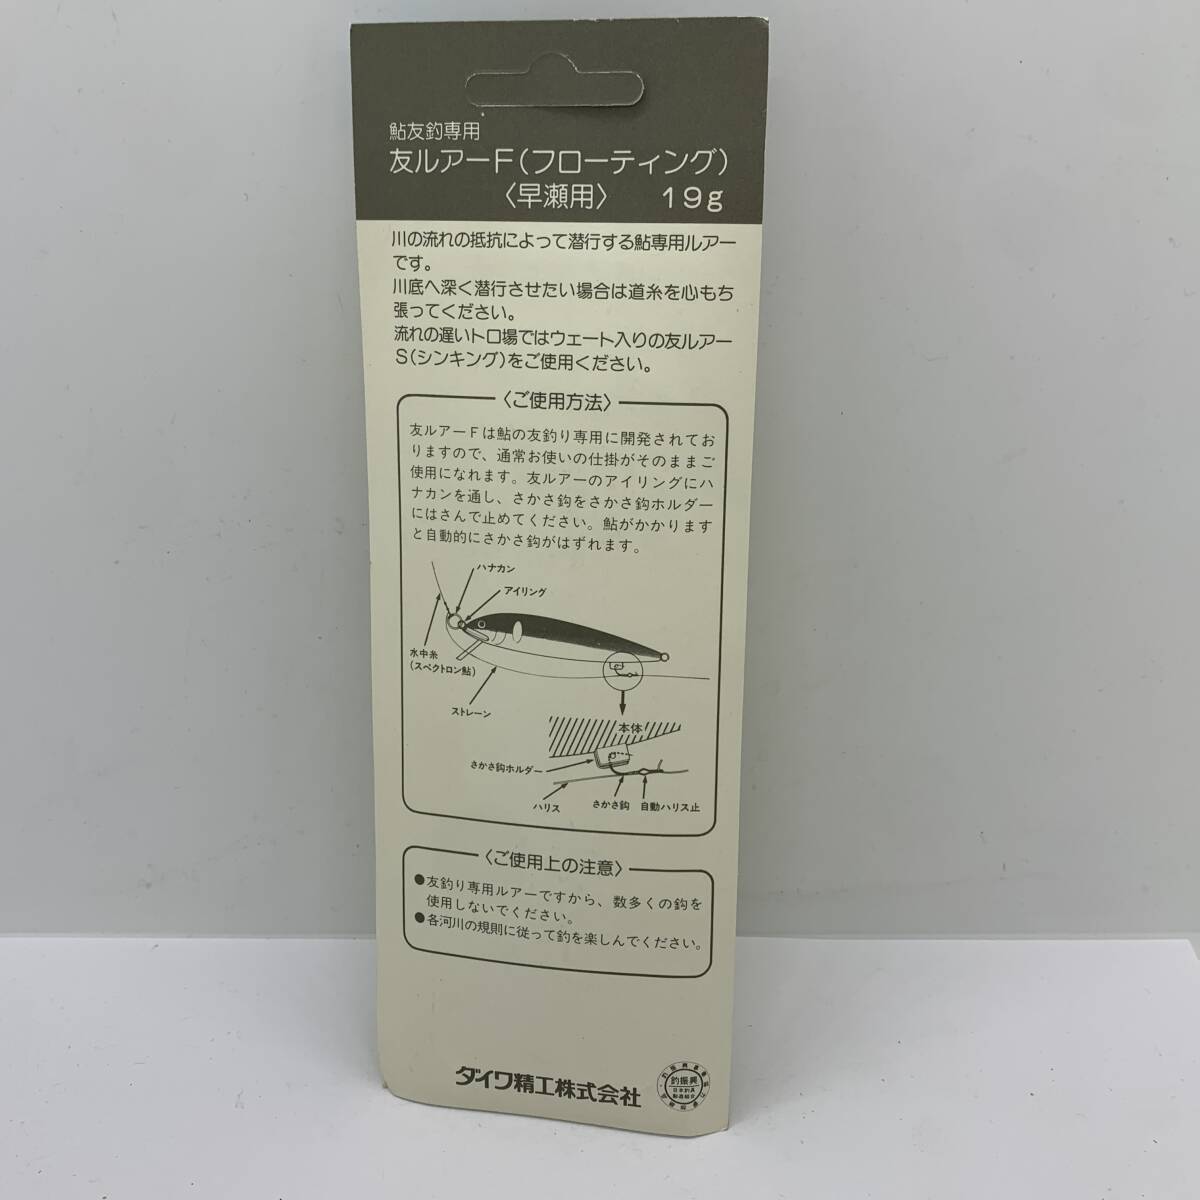 鮎友釣専用
友ルアーF(フローティング)
〈早瀬用〉 19g
川の流れの抵抗によって潜行する鮎専用ルアー
です。
川底へ深く潜行させたい場合は道糸を心もち
張ってください。
流れの遅いトロ場ではウェート入りの友ルアー
S(シンキング)をご使用ください。
〈ご使用方法〉
友ルアーFは鮎の友釣り専用に開発されてお
りますので、通常お使いの仕掛がそのままご
使用になれます。友ルアーのアイリングにハ
ナカンを通し、さかさ鈎をさかさ鈎ホルダー
にはさんで止めてください。鮎がかかります
と自動的にさかさ鈎がはずれます。
ハナカン
アイリング
水中糸
(スペクトロン鮎)
ストレーン
本体
さかさ鈎ホルダー
ハリス
さかさ鈎
自動ハリス止
〈ご使用上の注意〉
●友釣り専用ルアーですから、数多くの鈎を
使用しないでください。
●各河川の規則に従って釣を楽しんでください。
ダイワ精工株式会社
釣振興
日本釣具